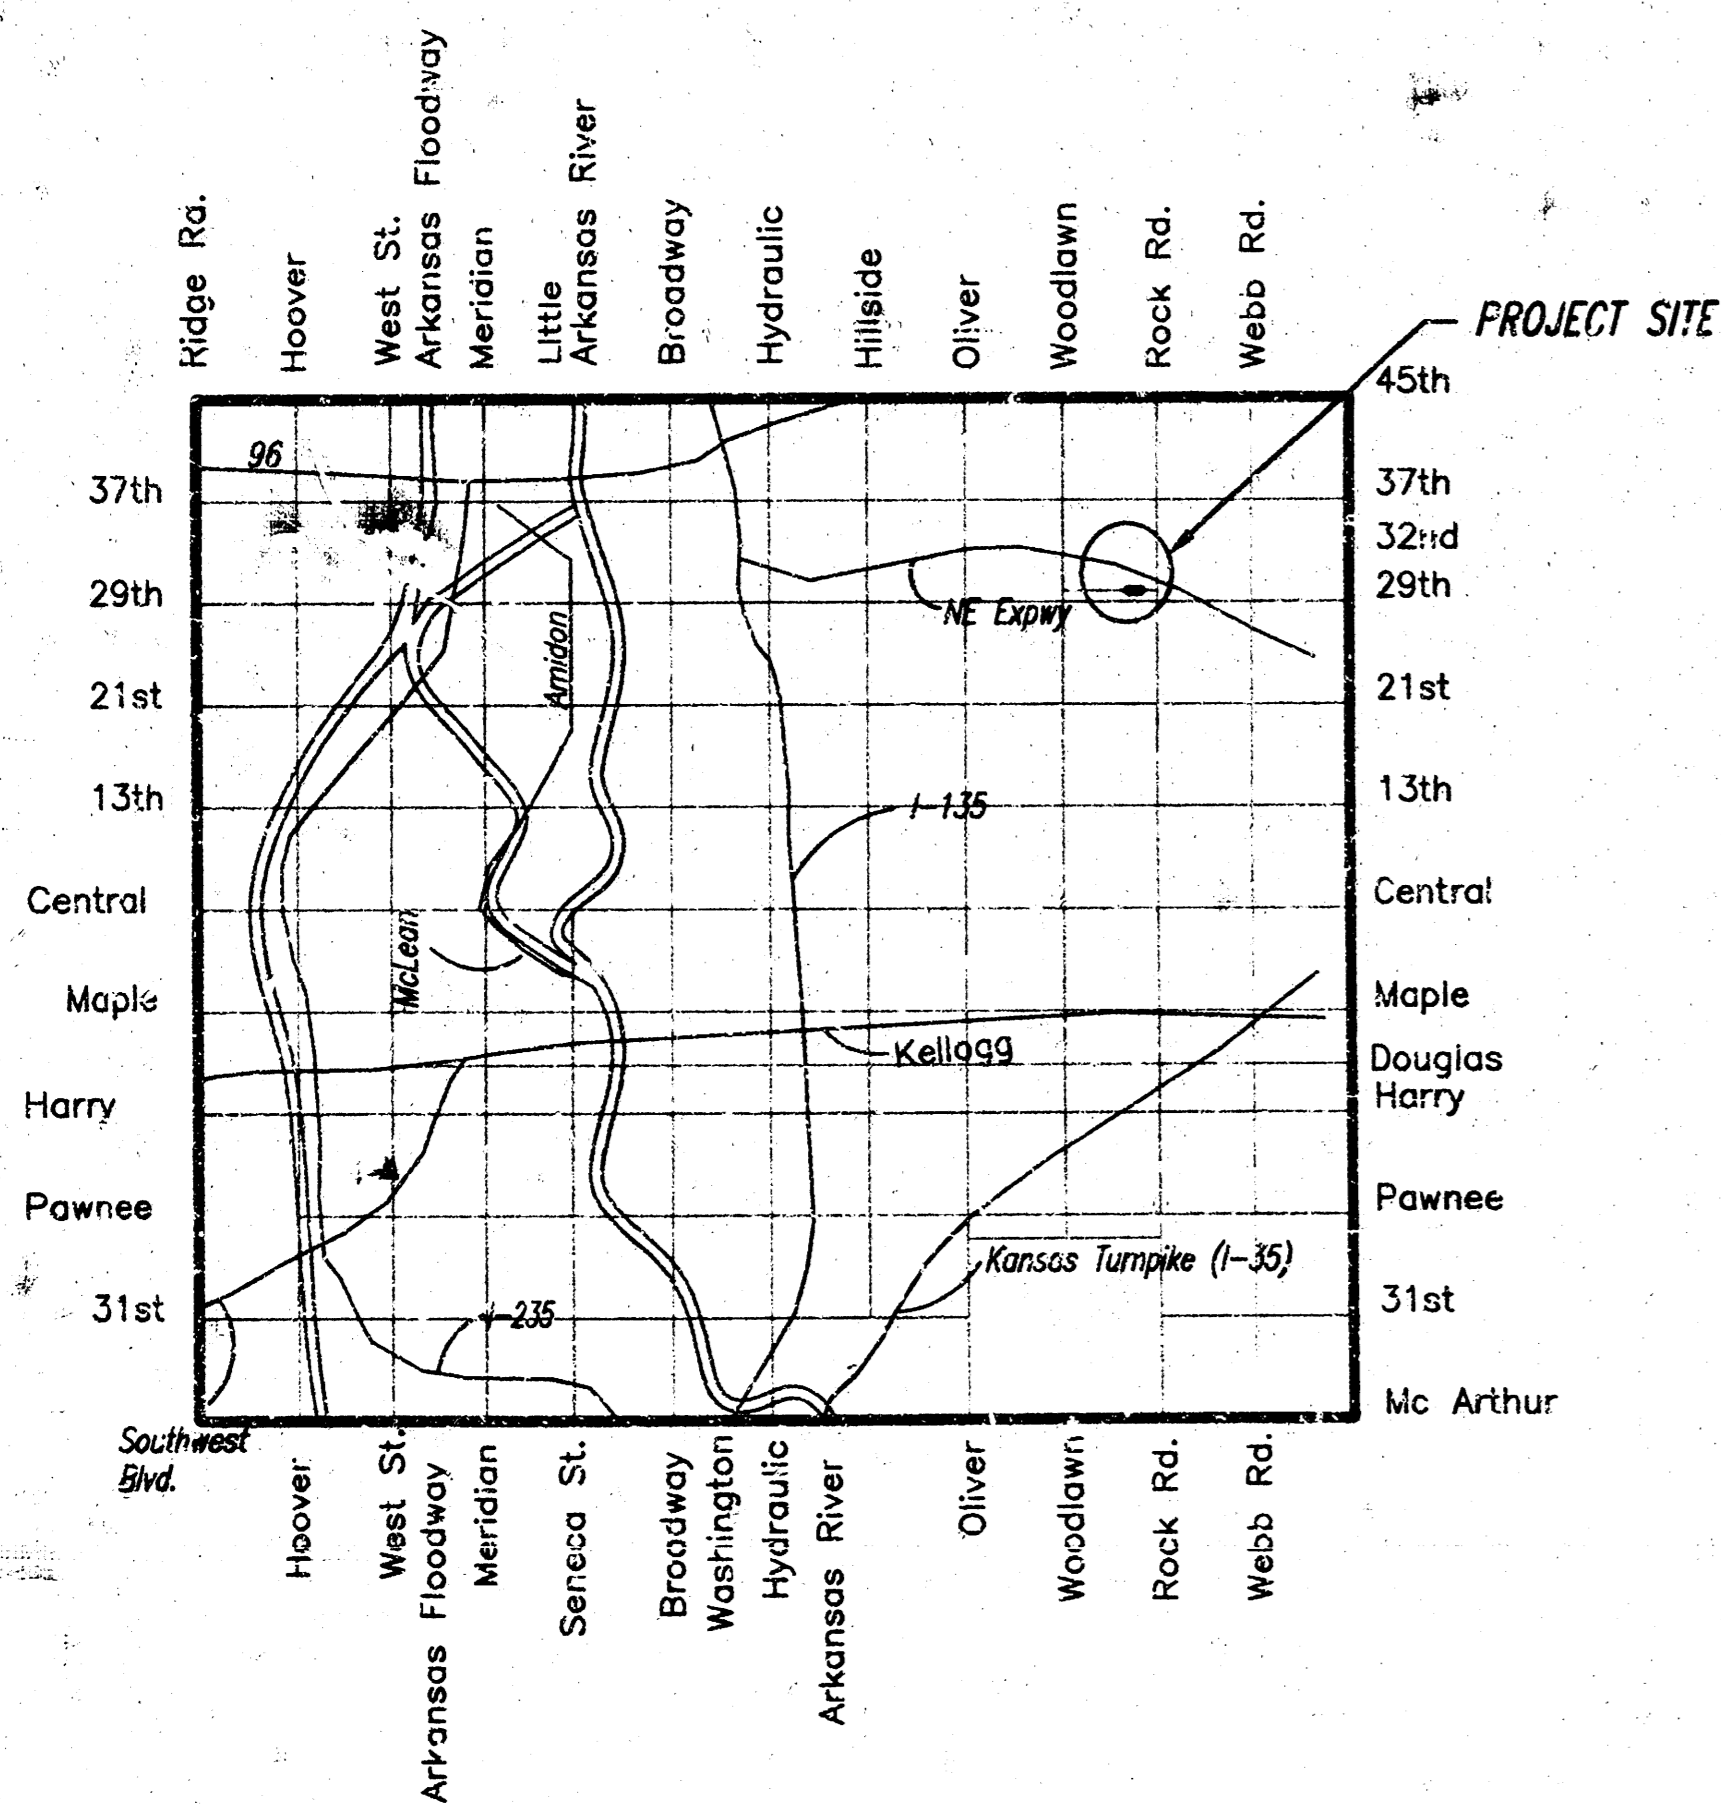 Ridge Rd.
Hoover
West St.
Arkansas Floodway
Meridian
Little
Arkansas River
Broadway
Hydraulic
Hillside
Oliver
Woodlawn
Rock Rd.
Webb Rd.
PROJECT SITE
45th
96
37th
37th
32nd
29th
29th
NE Expwy
Amidon
21st
21st
13th
13th
I-135
Central
Central
McLean
Maple
Maple
Kellogg
Douglas
Harry
Harry
Pawnee
Pawnee
Kansas Turnpike (I-35)
31st
31st
I-235
Mc Arthur
Southwest
Blvd.
Hoover
West St.
Arkansas Floodway
Meridian
Seneca St.
Broadway
Washington
Hydraulic
Arkansas River
Oliver
Woodlawn
Rock Rd.
Webb Rd.